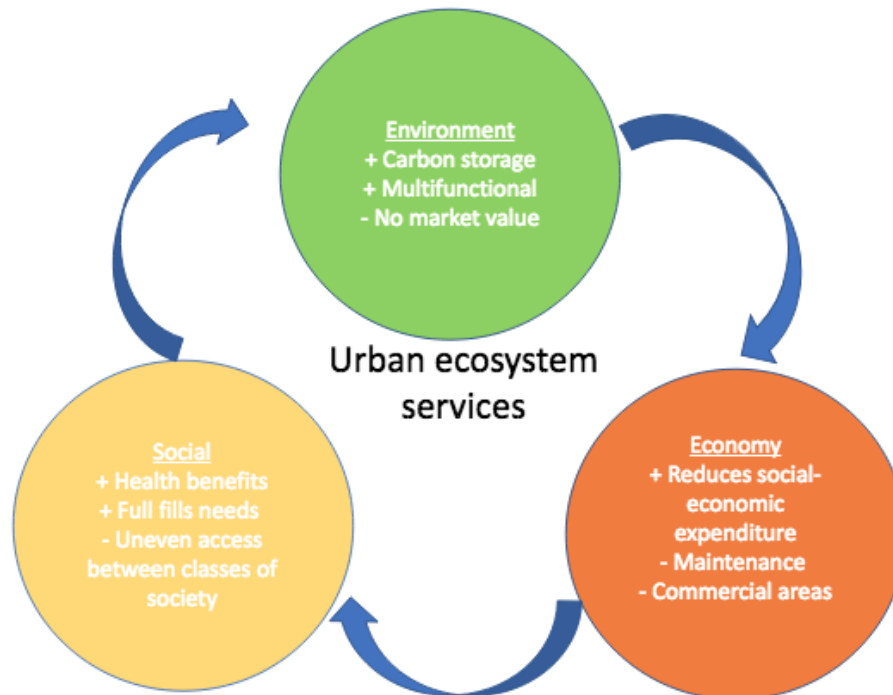 Environment
+ Carbon storage
+ Multifunctional
- No market value
Urban ecosystem
services
Social
+ Health benefits
+ Full fills needs
- Uneven access
between classes of
society
Economy
+ Reduces social-
economic
expenditure
- Maintenance
- Commercial areas